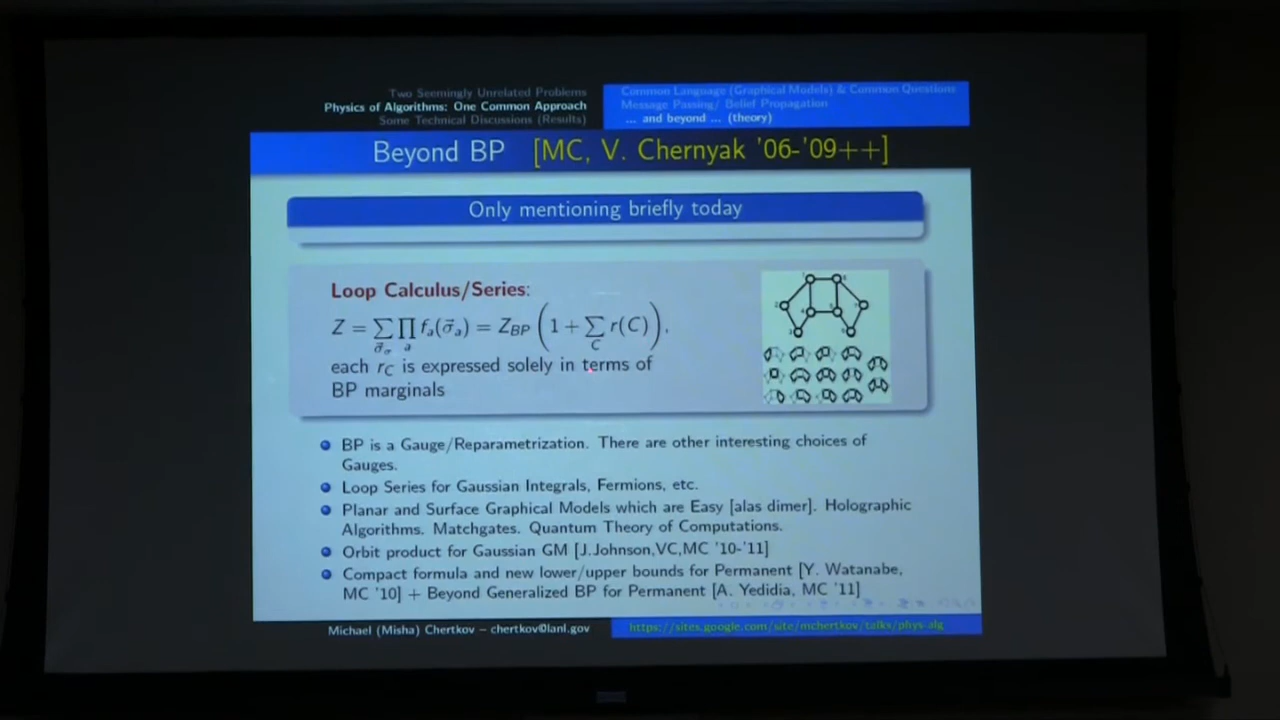 Two Seemingly Unrelated Problems
Physics of Algorithms: One Common Approach
Some Technical Discussions (Results)
Common Language (Graphical Models) & Common Questions
Message Passing/ Belief Propagation
... and beyond ... (theory)
Beyond BP [MC, V. Chernyak '06-'09++]
Only mentioning briefly today
Loop Calculus/Series:
Z = ∑_{σ⃗_σ} ∏_a f_a(σ⃗_a) = Z_BP (1 + ∑_C r(C)),
each r_C is expressed solely in terms of
BP marginals
BP is a Gauge/Reparametrization. There are other interesting choices of
Gauges.
Loop Series for Gaussian Integrals, Fermions, etc.
Planar and Surface Graphical Models which are Easy [alas dimer]. Holographic
Algorithms. Matchgates. Quantum Theory of Computations.
Orbit product for Gaussian GM [J.Johnson,VC,MC '10-'11]
Compact formula and new lower/upper bounds for Permanent [Y. Watanabe,
MC '10] + Beyond Generalized BP for Permanent [A. Yedidia, MC '11]
Michael (Misha) Chertkov – chertkov@lanl.gov
https://sites.google.com/site/mchertkov/talks/phys-alg